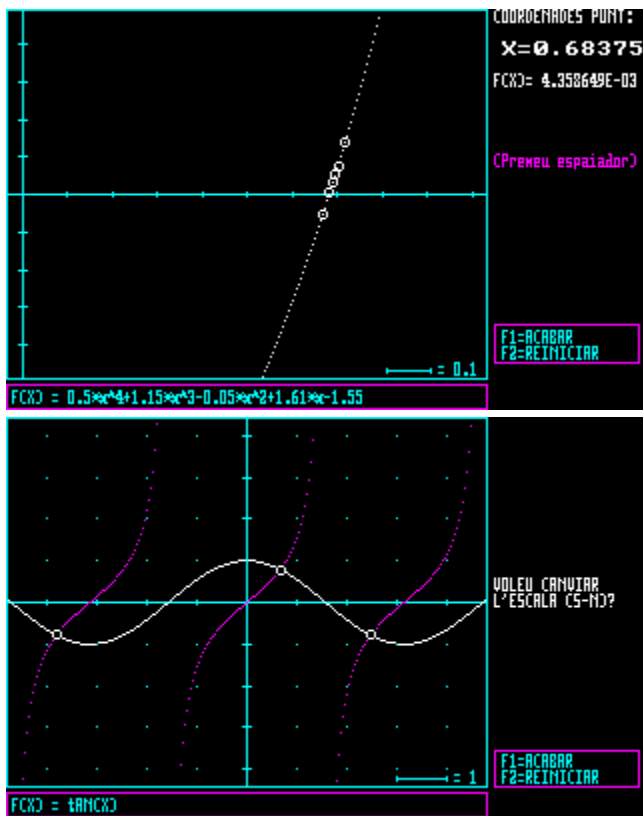 COORDENADES PUNT:
X=0.68375
F(X)= 4.358649E-03
(Premeu espaiador)
F1=ACABAR
F2=REINICIAR
= 0.1
F(X) = 0.5*x^4+1.15*x^3-0.05*x^2+1.61*x-1.55
VOLEU CANVIAR
L'ESCALA (S-N)?
F1=ACABAR
F2=REINICIAR
= 1
F(X) = tAN(X)